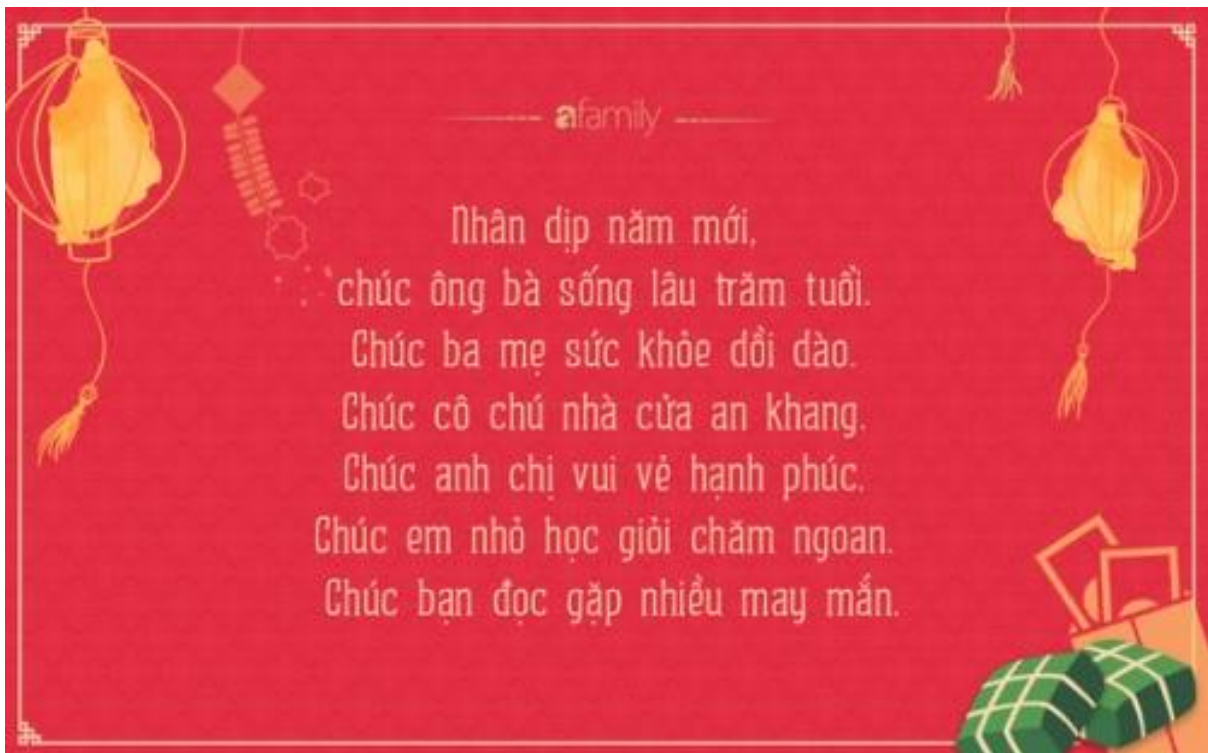 afamily
Nhân dịp năm mới,
chúc ông bà sống lâu trăm tuổi.
Chúc ba mẹ sức khỏe dồi dào.
Chúc cô chú nhà cửa an khang.
Chúc anh chị vui vẻ hạnh phúc.
Chúc em nhỏ học giỏi chăm ngoan.
Chúc bạn đọc gặp nhiều may mắn.